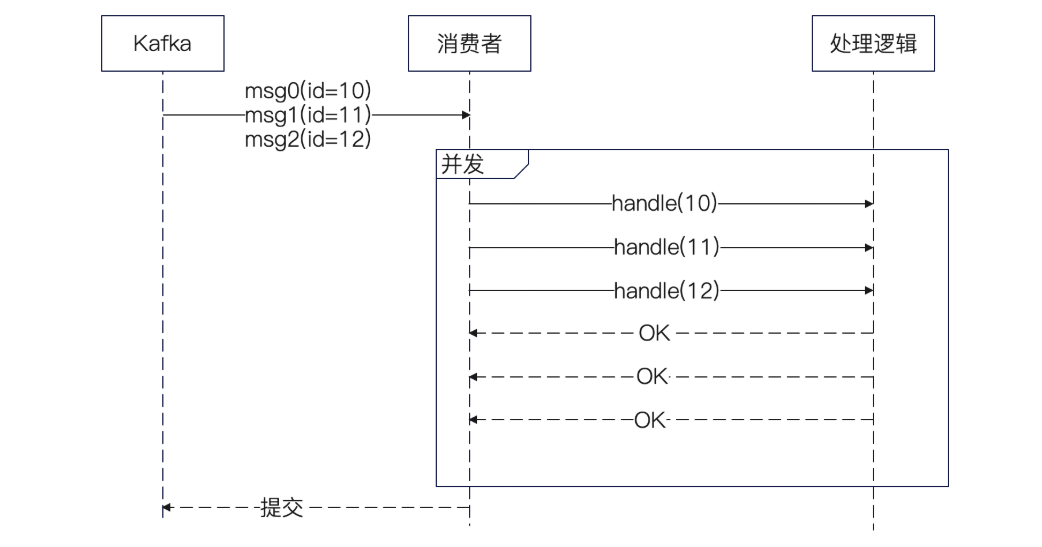 Kafka
消费者
处理逻辑
msg0(id=10)
msg1(id=11)
msg2(id=12)
并发
handle(10)
handle(11)
handle(12)
OK
OK
OK
提交